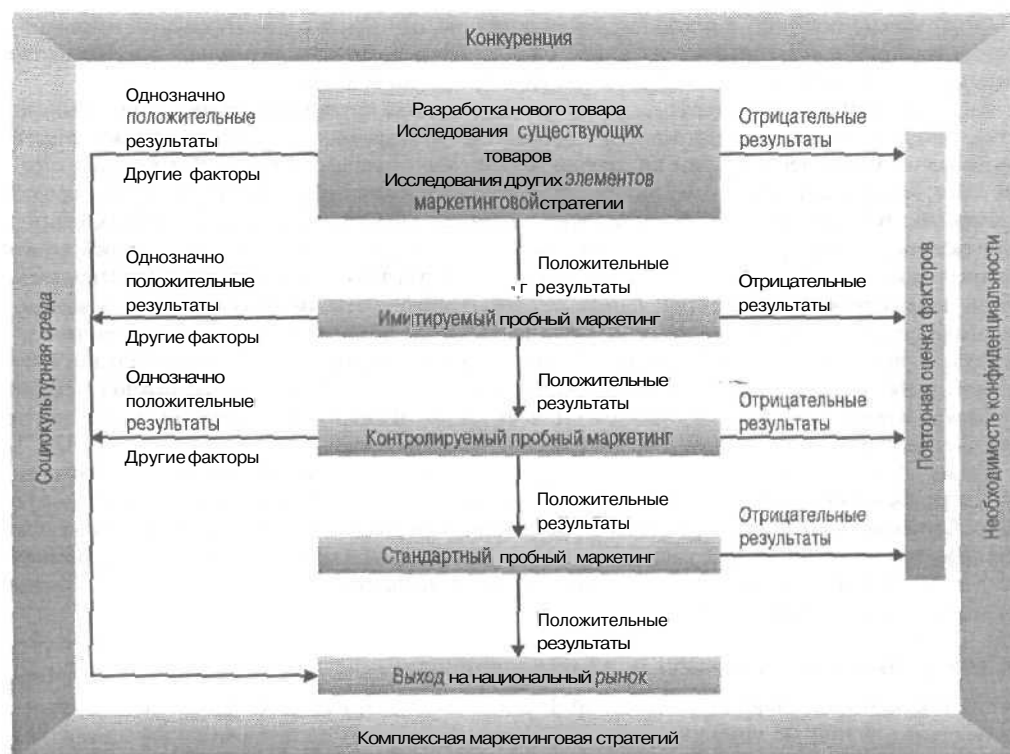 Конкуренция
Однозначно
положительные
результаты
Другие факторы
Разработка нового товара
Исследования существующих
товаров
Исследования других элементов
маркетинговой стратегии
Отрицательные
результаты
Положительные
результаты
Однозначно
положительные
результаты
Другие факторы
Имитируемый пробный маркетинг
Отрицательные
результаты
Положительные
результаты
Однозначно
положительные
результаты
Другие факторы
Контролируемый пробный маркетинг
Отрицательные
результаты
Положительные
результаты
Стандартный пробный маркетинг
Отрицательные
результаты
Положительные
результаты
Выход на национальный рынок
Социокультурная среда
Повторная оценка факторов
Необходимость конфиденциальности
Комплексная маркетинговая стратегий